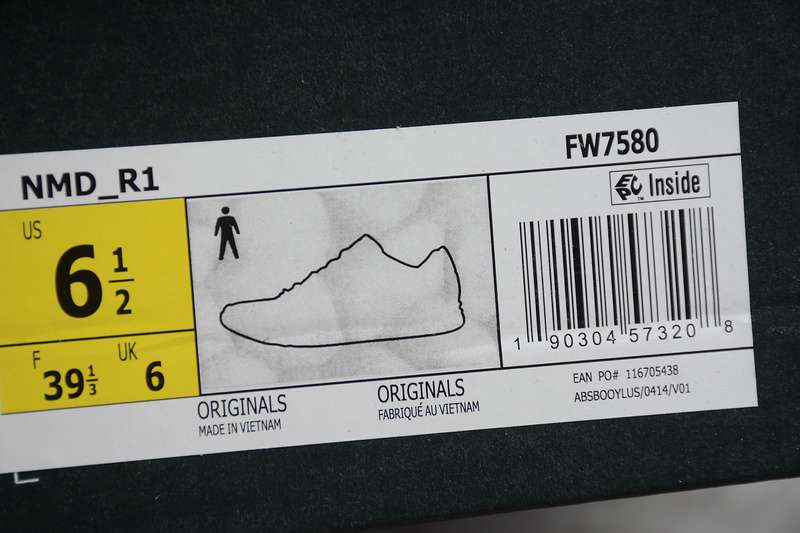 NMD_R1
FW7580
US
6 1/2
F 39 1/3
UK 6
EPC™ Inside
1 90304 57320 8
ORIGINALS
MADE IN VIETNAM
ORIGINALS
FABRIQUÉ AU VIETNAM
EAN PO# 116705438
ABSBOOYLUS/0414/V01